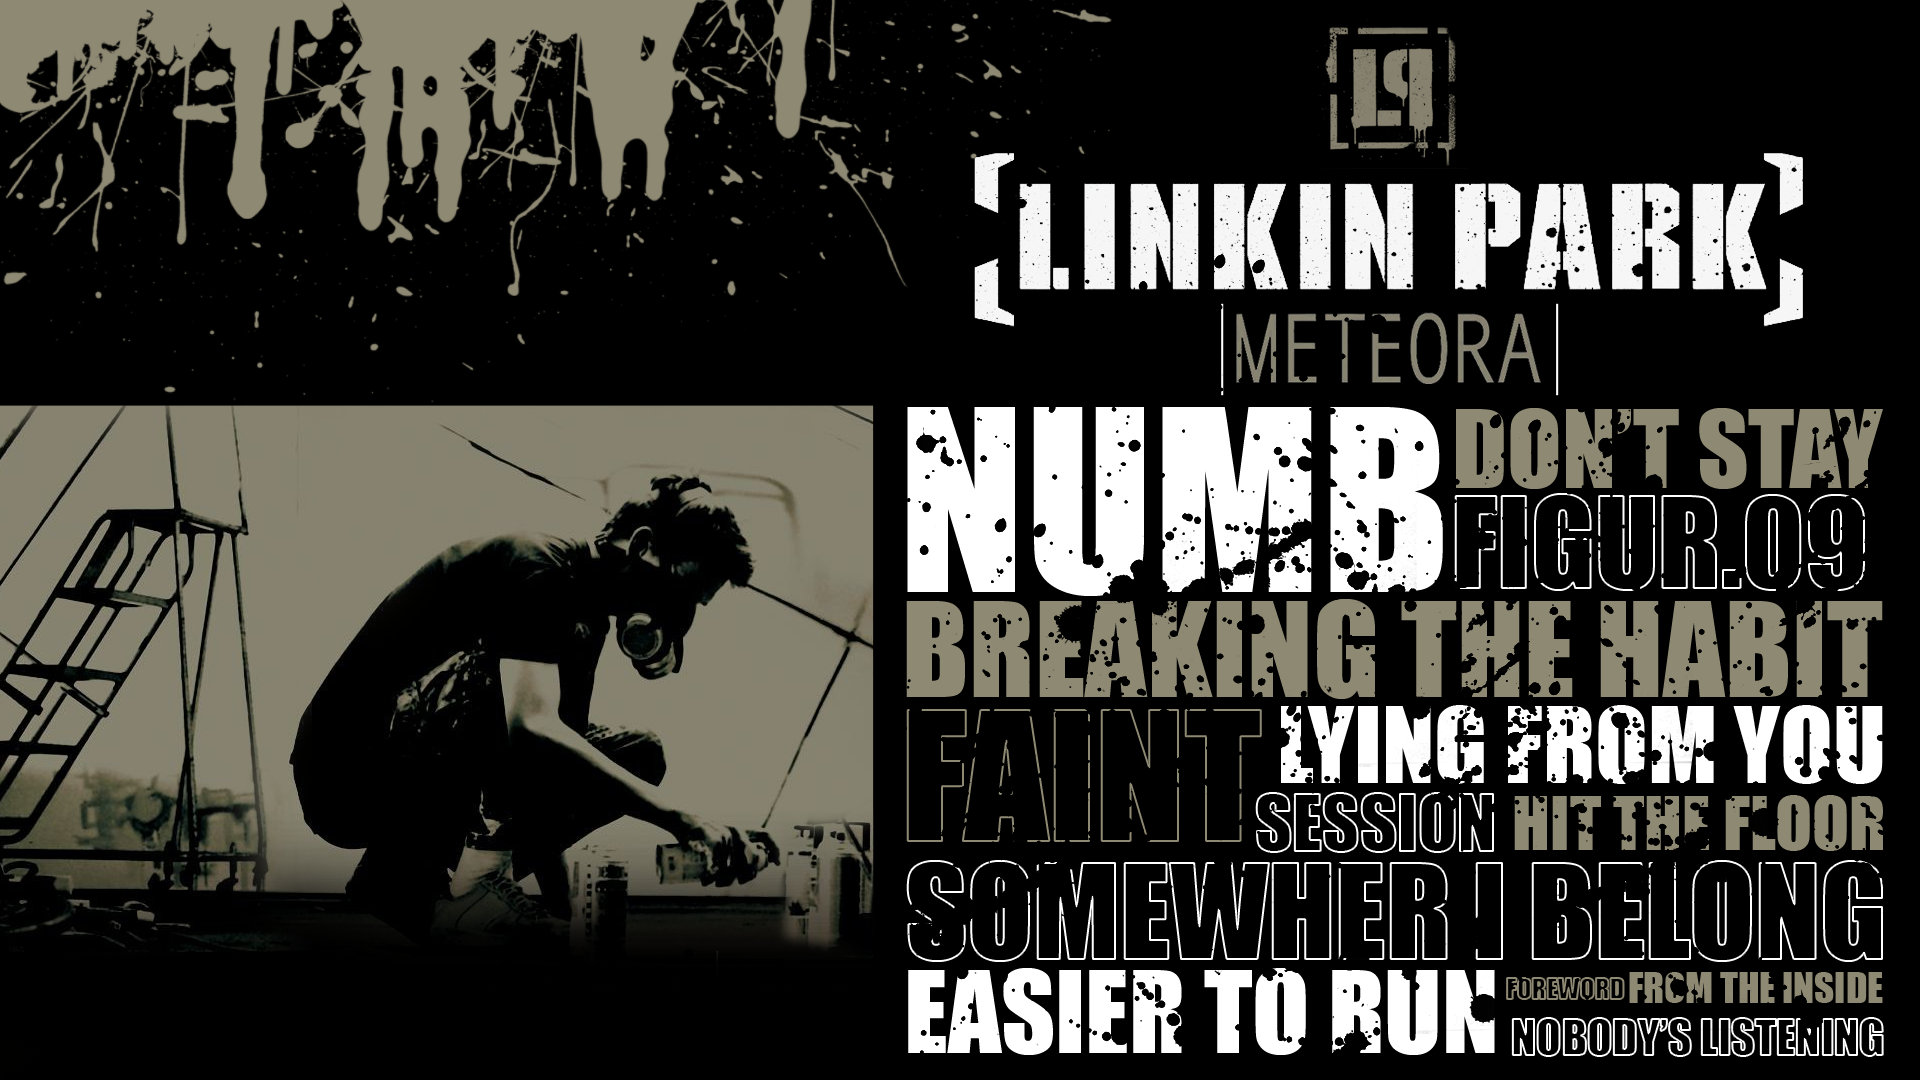 LP
[LINKIN PARK]
|METEORA|
NUMB
DON'T STAY
FIGUR.09
BREAKING THE HABIT
FAINT
LYING FROM YOU
SESSION
HIT THE FLOOR
SOMEWHER I BELONG
EASIER TO RUN
FOREWORD
FROM THE INSIDE
NOBODY'S LISTENING